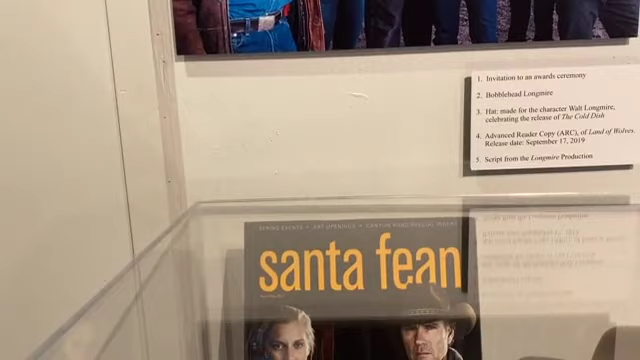 1. Invitation to an awards ceremony
2. Bobblehead Longmire
3. Hat: made for the character Walt Longmire,
celebrating the release of The Cold Dish
4. Advanced Reader Copy (ARC), of Land of Wolves.
Release date: September 17, 2019
5. Script from the Longmire Production
santa fean